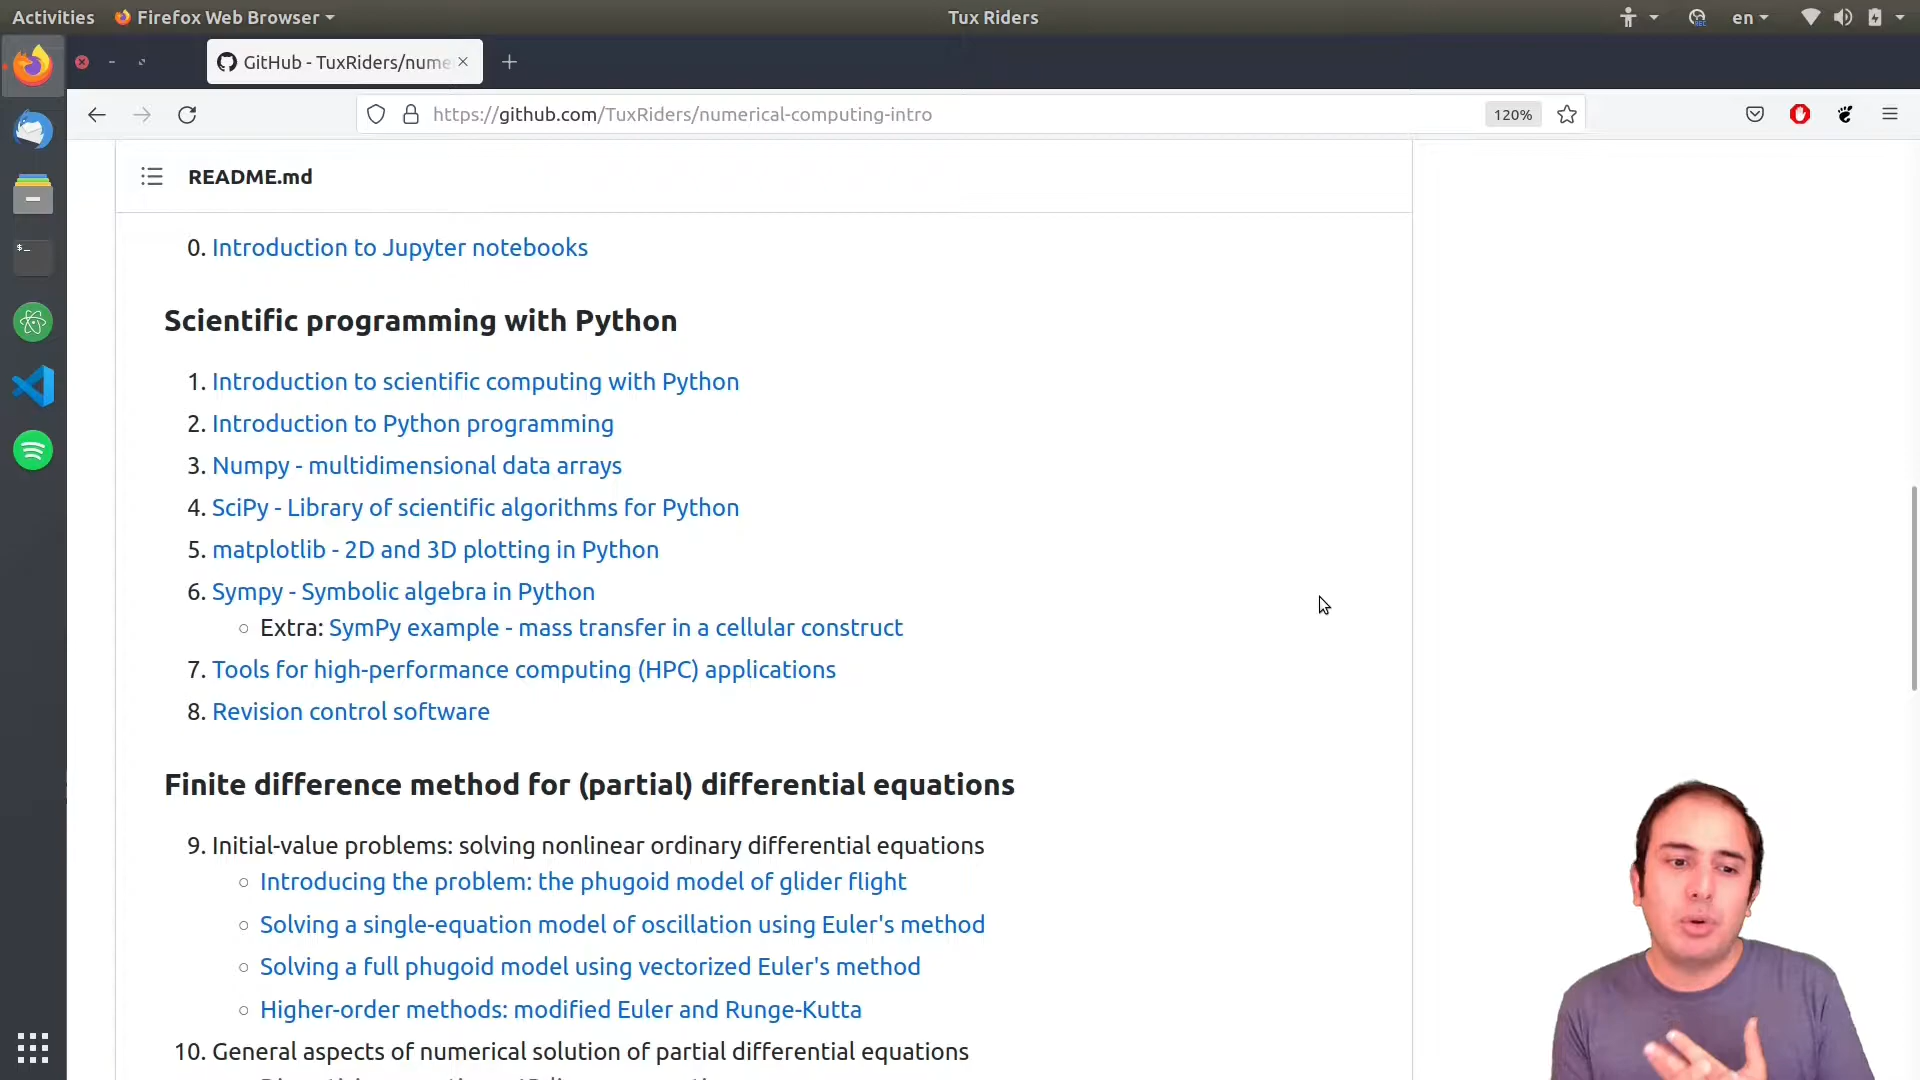 Activities Firefox Web Browser Tux Riders en
GitHub - TuxRiders/nume
https://github.com/TuxRiders/numerical-computing-intro 120%
README.md
0. Introduction to Jupyter notebooks
Scientific programming with Python
1. Introduction to scientific computing with Python
2. Introduction to Python programming
3. Numpy - multidimensional data arrays
4. SciPy - Library of scientific algorithms for Python
5. matplotlib - 2D and 3D plotting in Python
6. Sympy - Symbolic algebra in Python
Extra: SymPy example - mass transfer in a cellular construct
7. Tools for high-performance computing (HPC) applications
8. Revision control software
Finite difference method for (partial) differential equations
9. Initial-value problems: solving nonlinear ordinary differential equations
Introducing the problem: the phugoid model of glider flight
Solving a single-equation model of oscillation using Euler's method
Solving a full phugoid model using vectorized Euler's method
Higher-order methods: modified Euler and Runge-Kutta
10. General aspects of numerical solution of partial differential equations